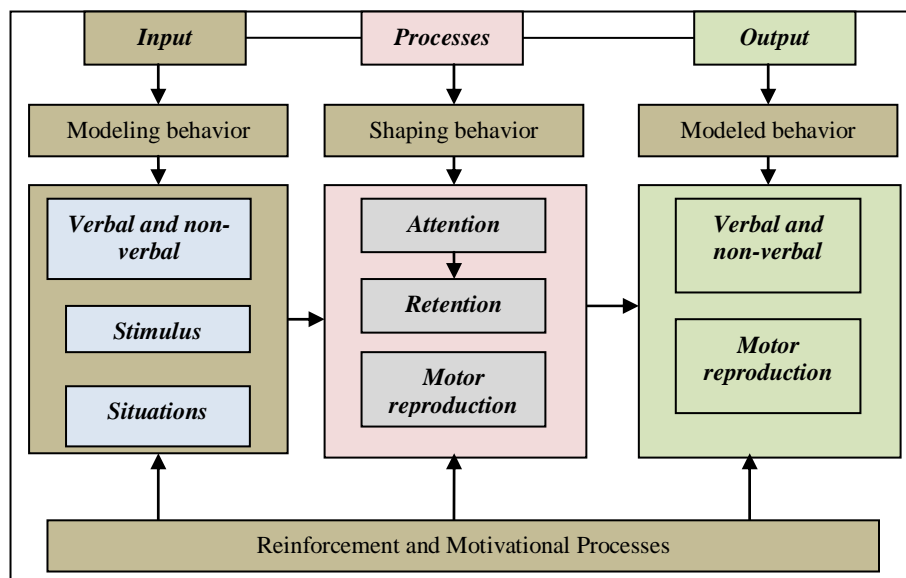 Input
Processes
Output
Modeling behavior
Shaping behavior
Modeled behavior
Verbal and non-
verbal
Stimulus
Situations
Attention
Retention
Motor
reproduction
Verbal and
non-verbal
Motor
reproduction
Reinforcement and Motivational Processes